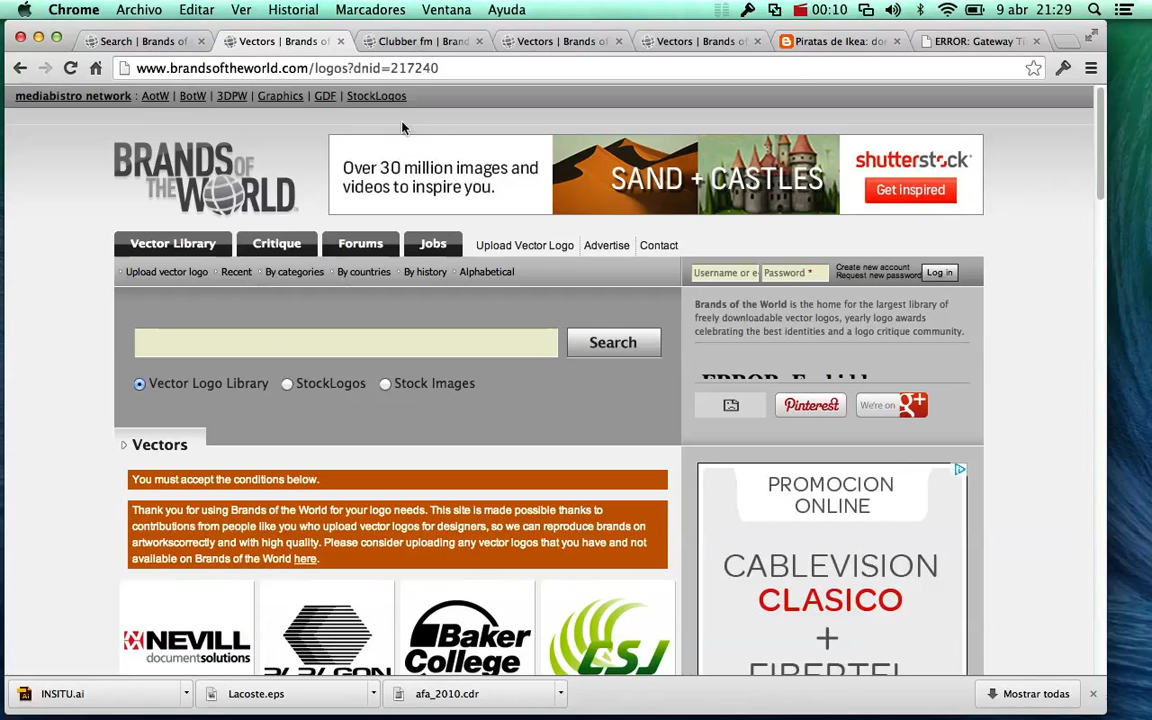 Chrome Archivo Editar Ver Historial Marcadores Ventana Ayuda 00:10 9 abr 21:29
Search | Brands of Vectors | Brands of Clubber fm | Brand Vectors | Brands of Vectors | Brands of Piratas de Ikea: do ERROR: Gateway Ti
www.brandsoftheworld.com/logos?dnid=217240
mediabistro network : AotW | BotW | 3DPW | Graphics | GDF | StockLogos
BRANDS OF THE WORLD
Over 30 million images and
videos to inspire you.
SAND + CASTLES
shutterstock
Get inspired
Vector Library Critique Forums Jobs Upload Vector Logo Advertise Contact
Upload vector logo Recent By categories By countries By history Alphabetical
Username or e- Password * Create new account
Request new password Log in
Brands of the World is the home for the largest library of
freely downloadable vector logos, yearly logo awards
celebrating the best identities and a logo critique community.
Search
Vector Logo Library StockLogos Stock Images
Pinterest We're on g+
Vectors
You must accept the conditions below.
Thank you for using Brands of the World for your logo needs. This site is made possible thanks to
contributions from people like you who upload vector logos for designers, so we can reproduce brands on
artworkscorrectly and with high quality. Please consider uploading any vector logos that you have and not
available on Brands of the World here.
PROMOCION
ONLINE
CABLEVISION
CLASICO
+
FIBERTEL
NEVILL
documentsolutions
PARAGON
Baker
College
CSJ
INSITU.ai Lacoste.eps afa_2010.cdr Mostrar todas